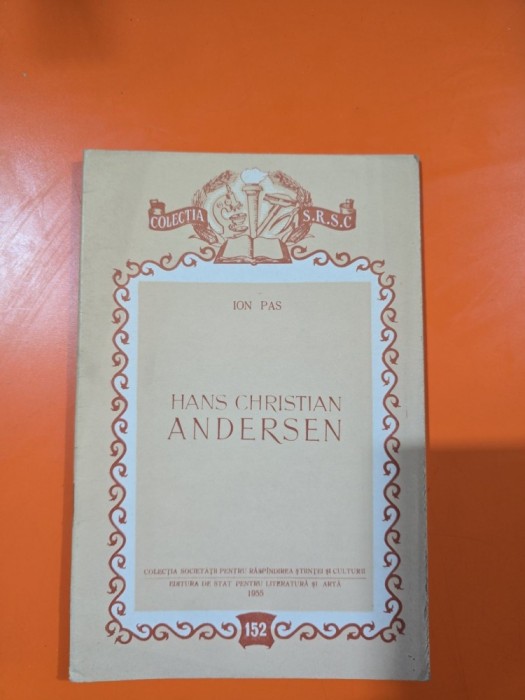 COLECTIA S.R.S.C
ION PAS
HANS CHRISTIAN
ANDERSEN
COLECȚIA SOCIETĂȚII PENTRU RĂSPÎNDIREA ȘTIINȚEI ȘI CULTURII
EDITURA DE STAT PENTRU LITERATURĂ ȘI ARTĂ
1955
152